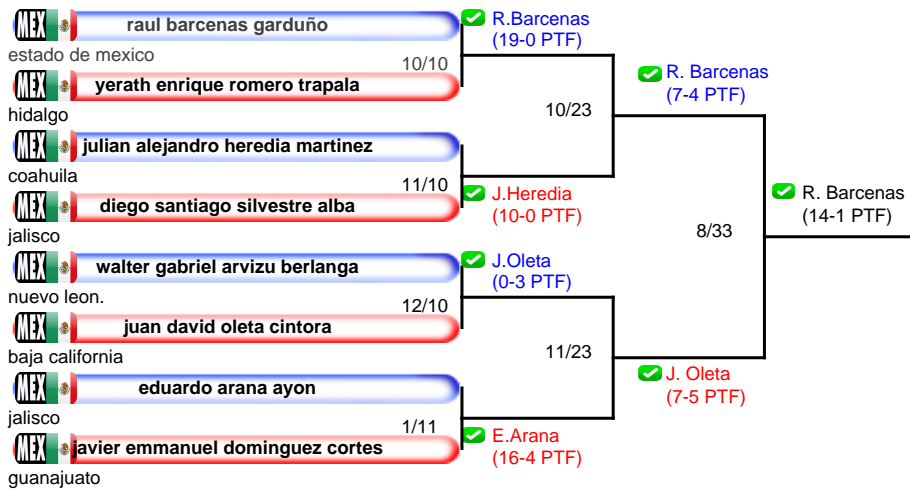 MEX raul barcenas garduño
R.Barcenas
(19-0 PTF)
estado de mexico
10/10
MEX yerath enrique romero trapala
R. Barcenas
(7-4 PTF)
hidalgo
10/23
MEX julian alejandro heredia martinez
coahuila
11/10
J.Heredia
(10-0 PTF)
MEX diego santiago silvestre alba
R. Barcenas
(14-1 PTF)
jalisco
8/33
MEX walter gabriel arvizu berlanga
J.Oleta
(0-3 PTF)
nuevo leon.
12/10
MEX juan david oleta cintora
baja california
11/23
MEX eduardo arana ayon
J. Oleta
(7-5 PTF)
jalisco
1/11
E.Arana
(16-4 PTF)
MEX javier emmanuel dominguez cortes
guanajuato